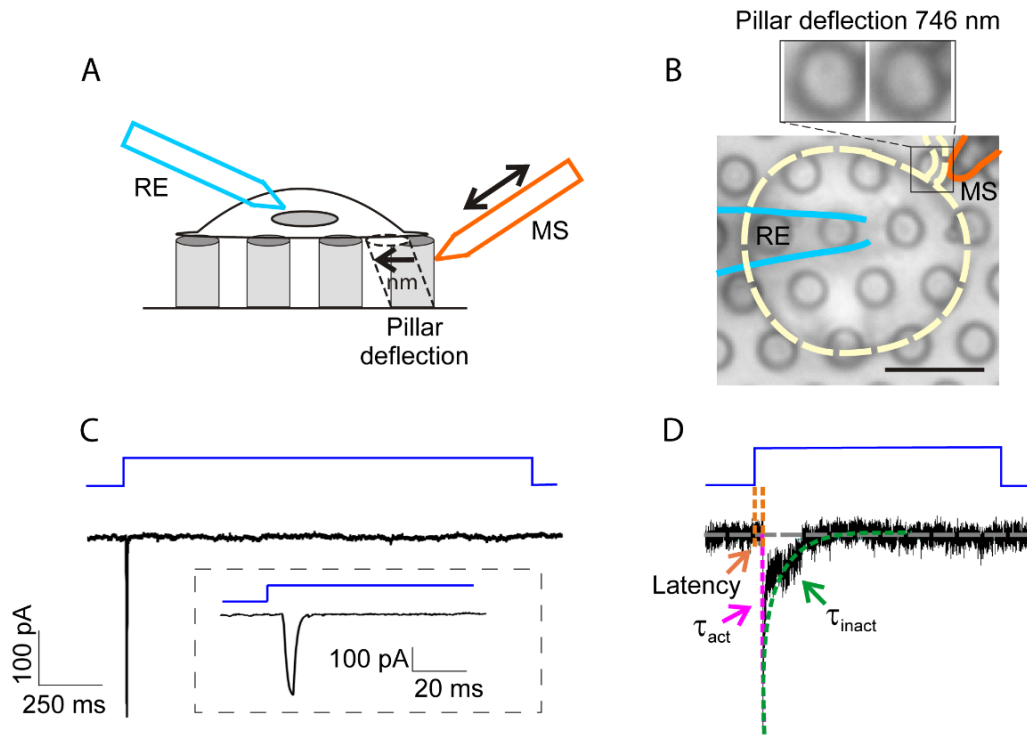 Pillar deflection 746 nm
A
B
RE
MS
nm
Pillar
deflection
RE
MS
C
D
100 pA
250 ms
100 pA
20 ms
Latency
τact
τinact